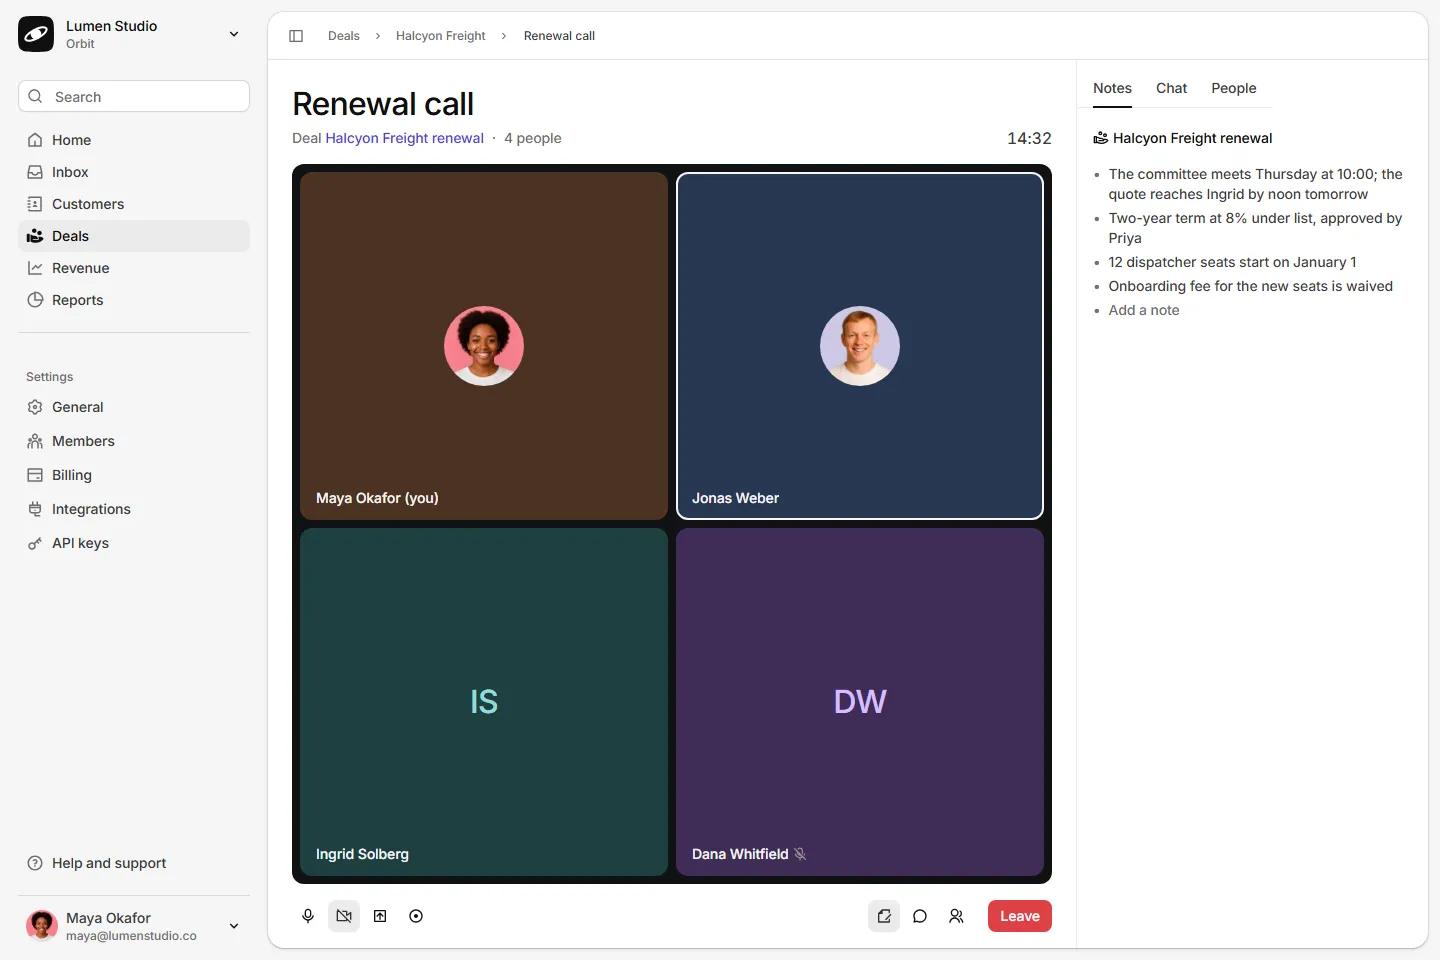 Lumen Studio
Orbit
Search
Home
Inbox
Customers
Deals
Revenue
Reports
Settings
General
Members
Billing
Integrations
API keys
Help and support
Maya Okafor
maya@lumenstudio.co
Deals › Halcyon Freight › Renewal call
Renewal call
Deal Halcyon Freight renewal · 4 people
14:32
Maya Okafor (you)
Jonas Weber
IS
Ingrid Solberg
DW
Dana Whitfield
Leave
Notes Chat People
Halcyon Freight renewal
• The committee meets Thursday at 10:00; the
quote reaches Ingrid by noon tomorrow
• Two-year term at 8% under list, approved by
Priya
• 12 dispatcher seats start on January 1
• Onboarding fee for the new seats is waived
• Add a note